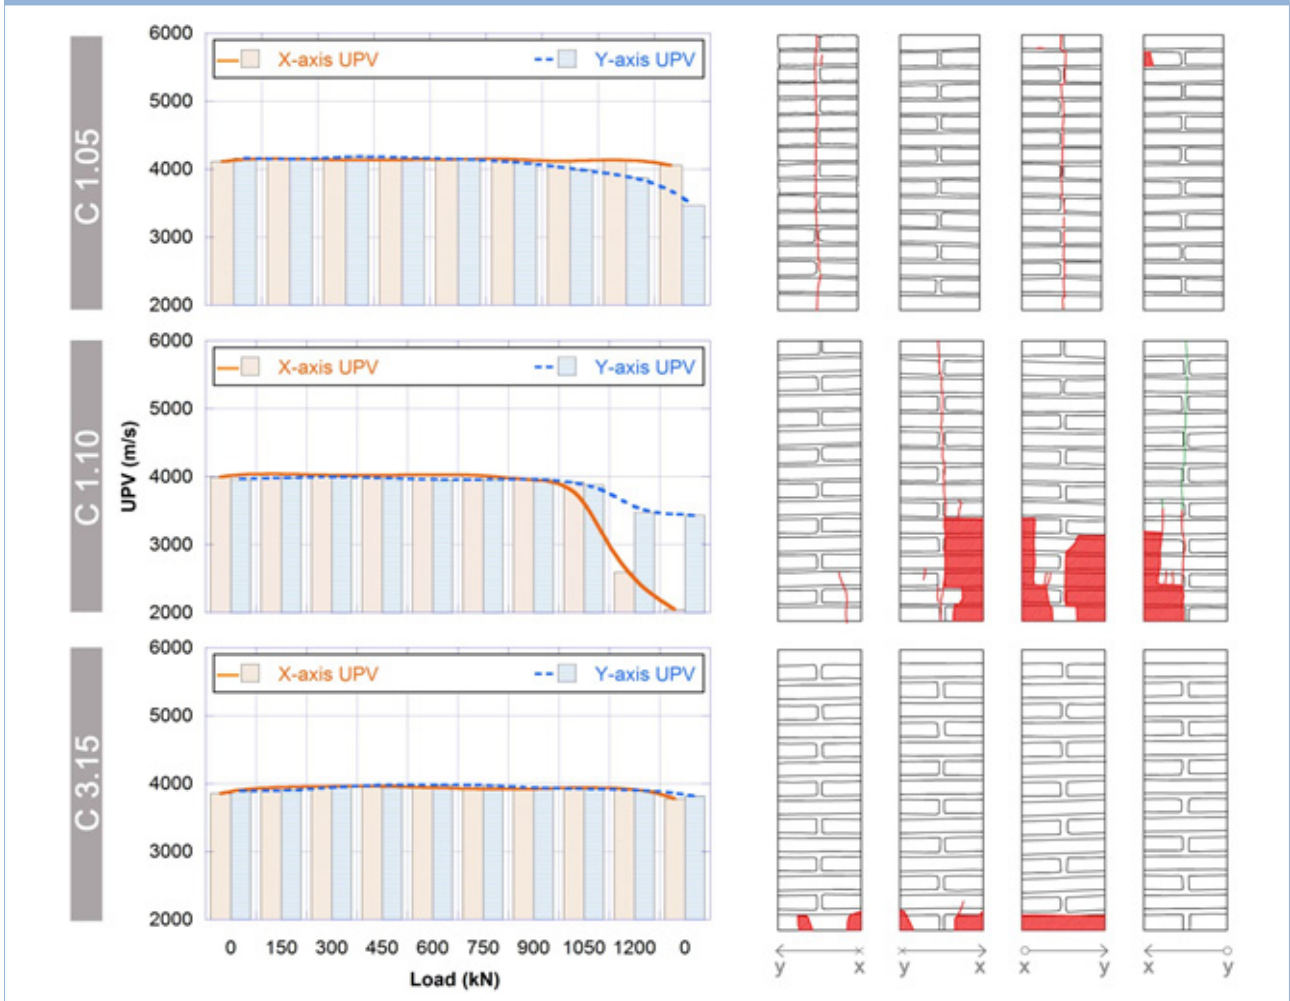 C 1.05
6000
X-axis UPV
Y-axis UPV
5000
4000
3000
2000
C 1.10
UPV (m/s)
6000
X-axis UPV
Y-axis UPV
5000
4000
3000
2000
C 3.15
6000
X-axis UPV
Y-axis UPV
5000
4000
3000
2000
0 150 300 450 600 750 900 1050 1200 0
Load (kN)
y x y x x y x y